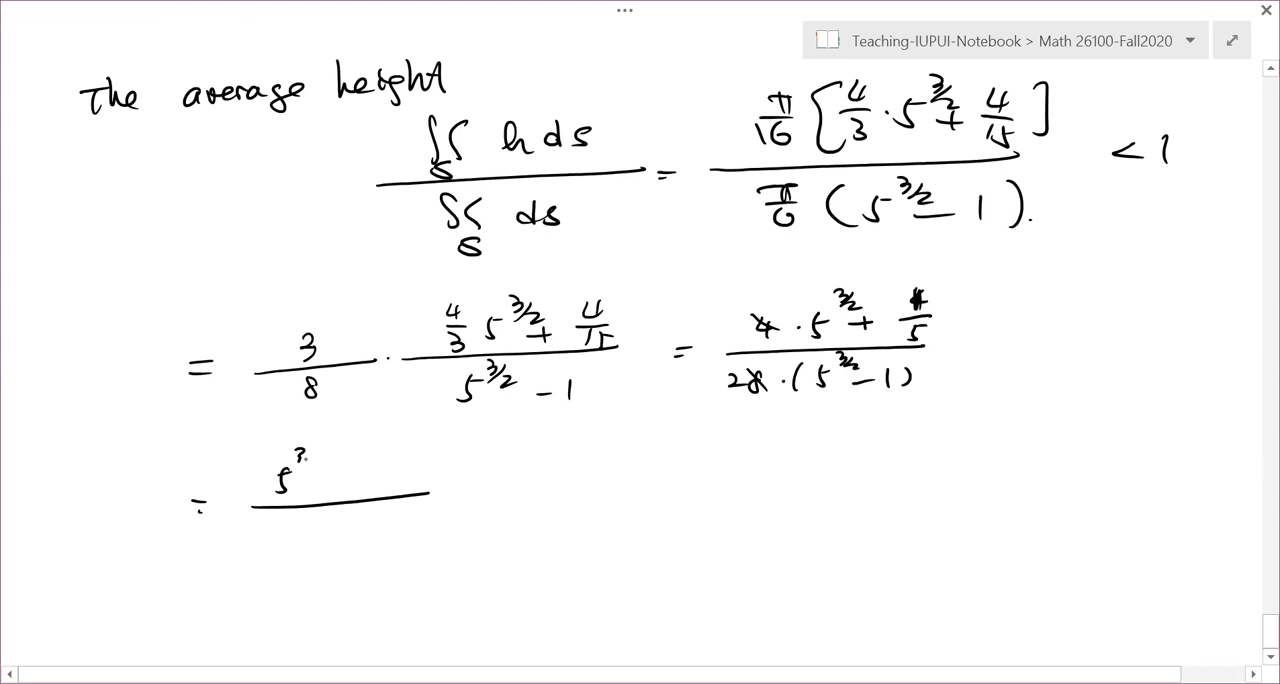 Teaching-IUPUI-Notebook > Math 26100-Fall2020
The average height
∬_S h ds / ∬_S ds = π/16 [4/3 · 5^{3/2} + 4/15] / π/6 (5^{3/2} - 1). < 1
= 3/8 · (4/3 5^{3/2} + 4/15) / (5^{3/2} - 1) = (4 · 5^{3/2} + 4/5) / (2 8 · (5^{3/2} - 1))
= 5^3